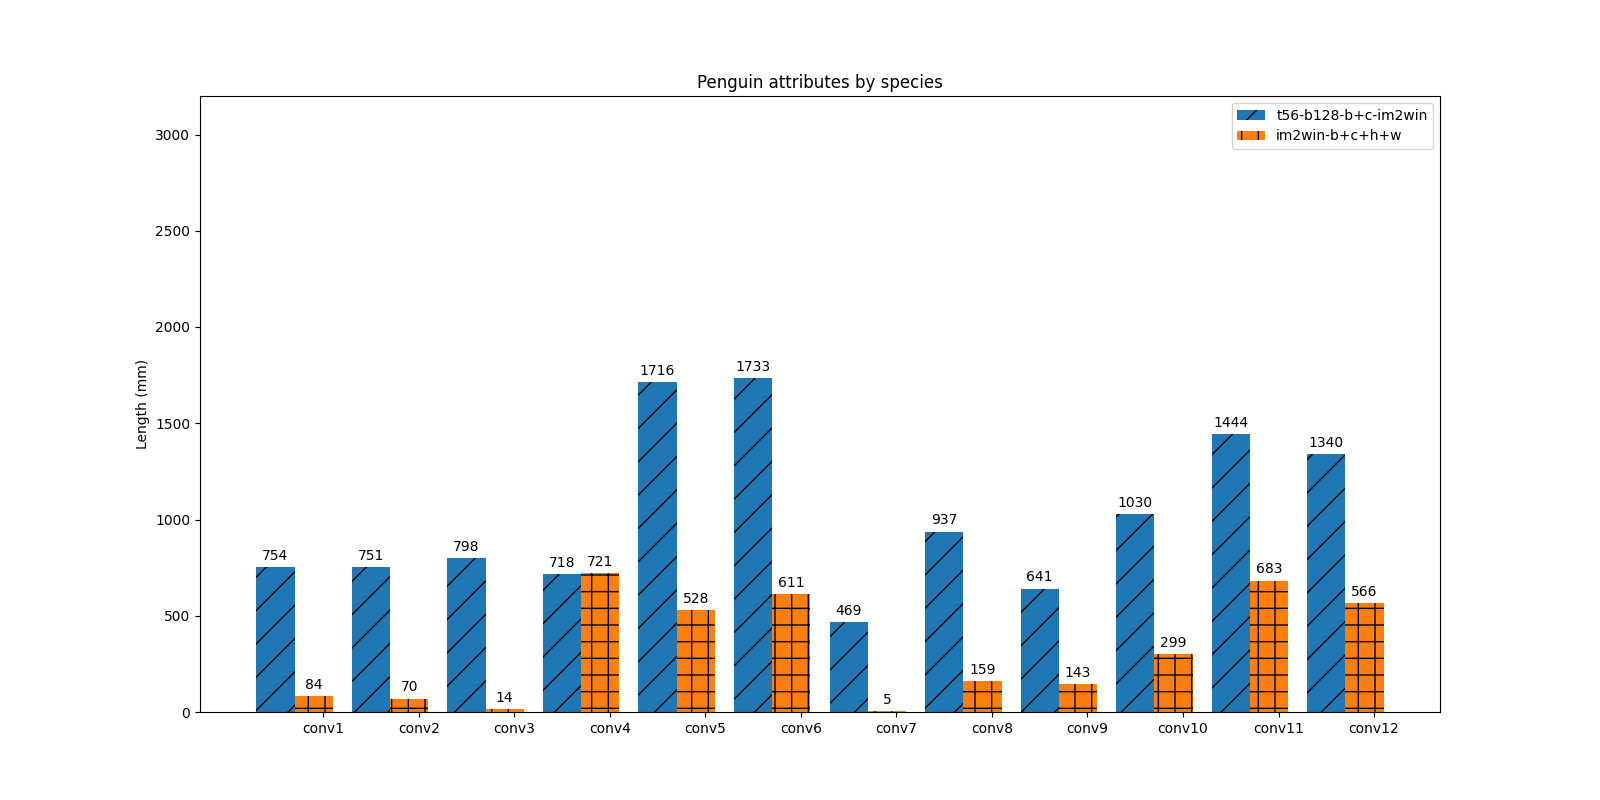 Penguin attributes by species
t56-b128-b+c-im2win
im2win-b+c+h+w
Length (mm)
3000
2500
2000
1500
1000
500
0
754
84
751
70
798
14
718
721
1716
528
1733
611
469
5
937
159
641
143
1030
299
1444
683
1340
566
conv1
conv2
conv3
conv4
conv5
conv6
conv7
conv8
conv9
conv10
conv11
conv12